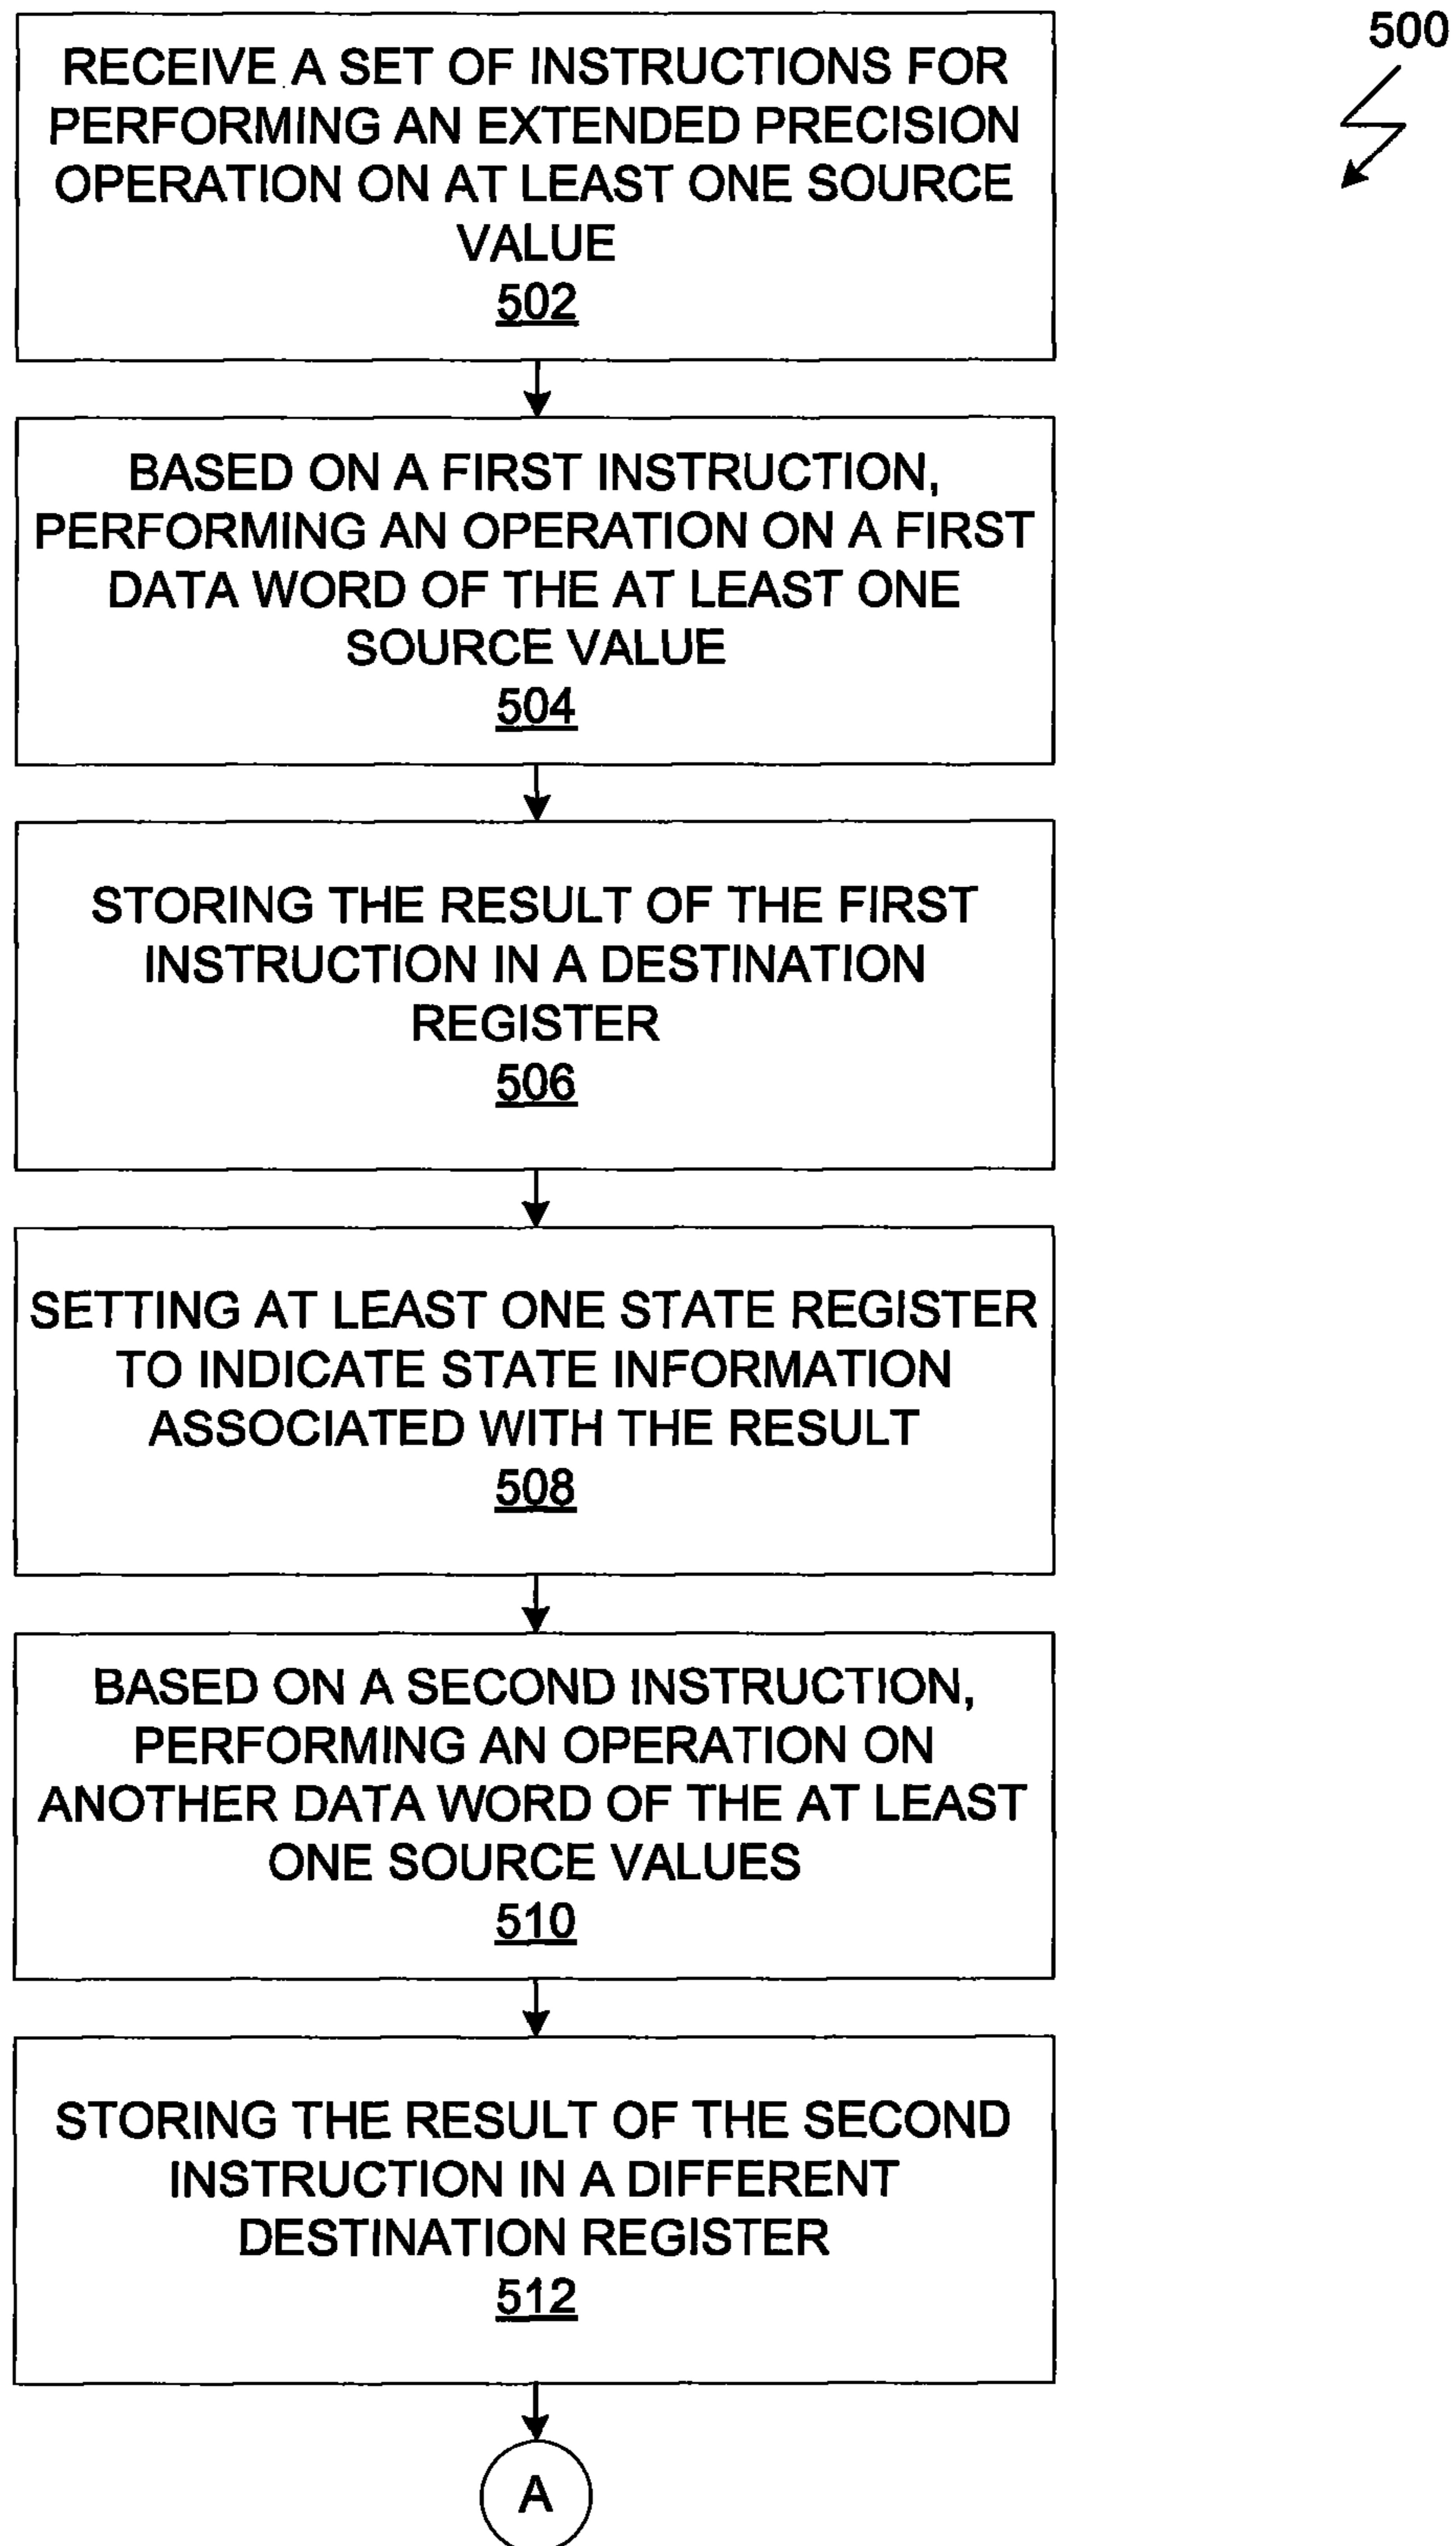 500
RECEIVE A SET OF INSTRUCTIONS FOR
PERFORMING AN EXTENDED PRECISION
OPERATION ON AT LEAST ONE SOURCE
VALUE
502
BASED ON A FIRST INSTRUCTION,
PERFORMING AN OPERATION ON A FIRST
DATA WORD OF THE AT LEAST ONE
SOURCE VALUE
504
STORING THE RESULT OF THE FIRST
INSTRUCTION IN A DESTINATION
REGISTER
506
SETTING AT LEAST ONE STATE REGISTER
TO INDICATE STATE INFORMATION
ASSOCIATED WITH THE RESULT
508
BASED ON A SECOND INSTRUCTION,
PERFORMING AN OPERATION ON
ANOTHER DATA WORD OF THE AT LEAST
ONE SOURCE VALUES
510
STORING THE RESULT OF THE SECOND
INSTRUCTION IN A DIFFERENT
DESTINATION REGISTER
512
A